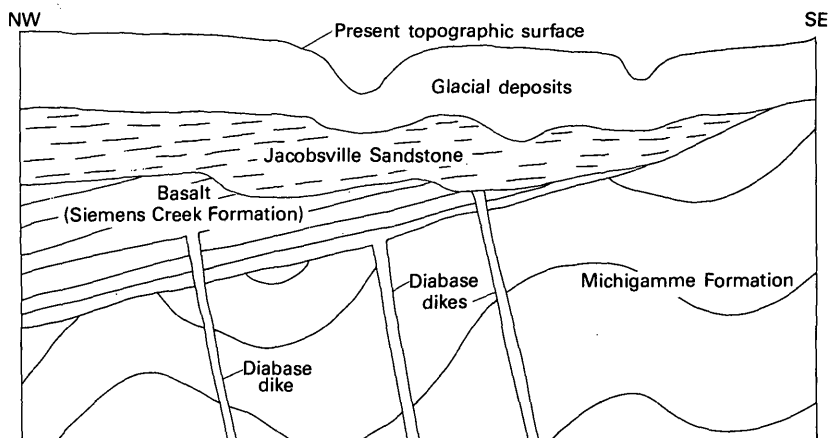 NW
SE
Present topographic surface
Glacial deposits
Jacobsville Sandstone
Basalt
(Siemens Creek Formation)
Diabase
dikes
Michigamme Formation
Diabase
dike